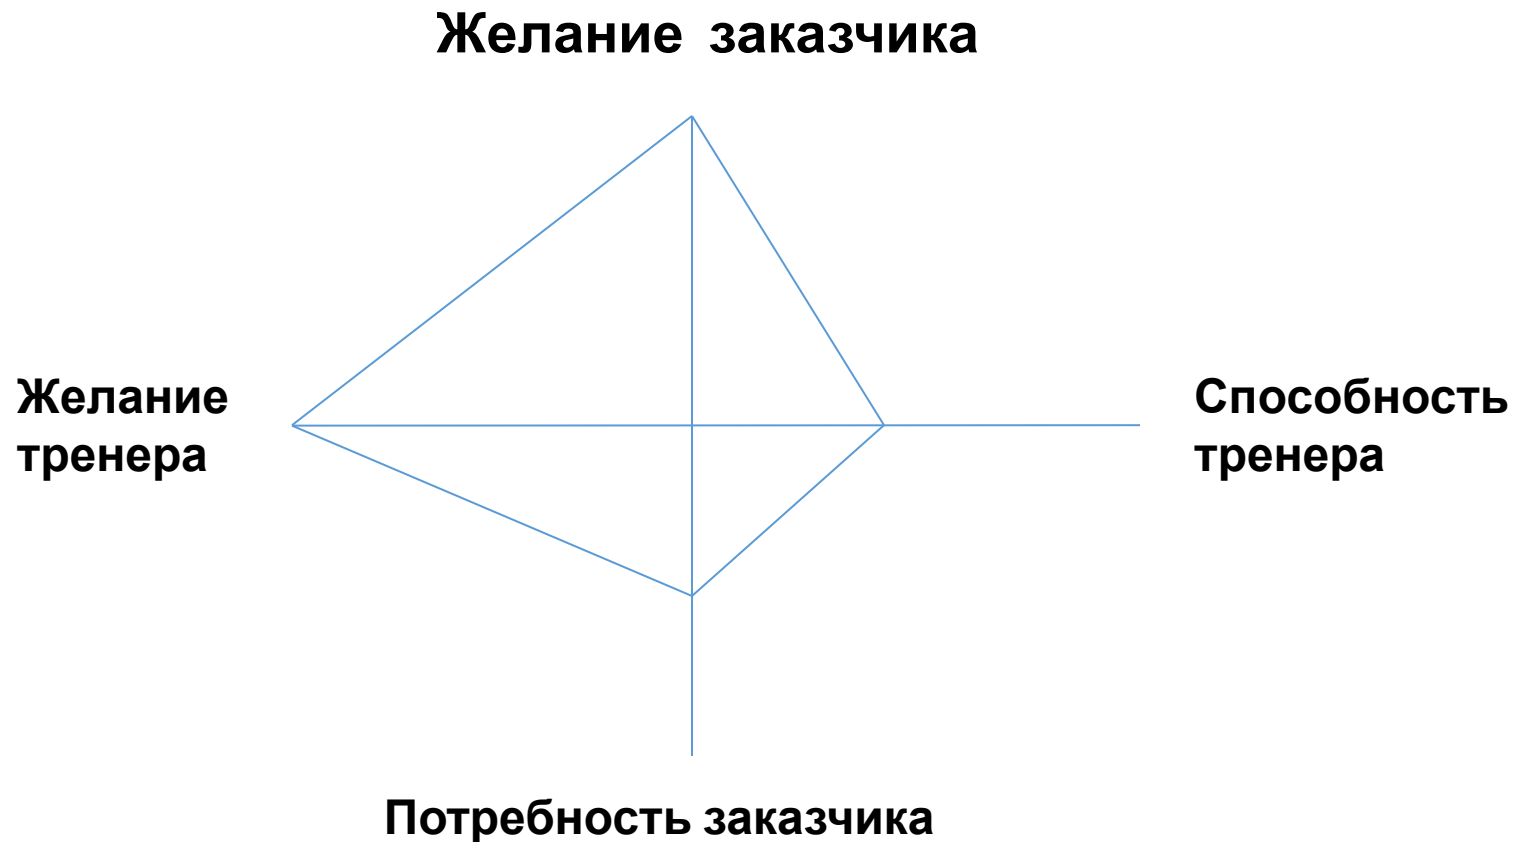 Желание заказчика
Желание
тренера
Способность
тренера
Потребность заказчика